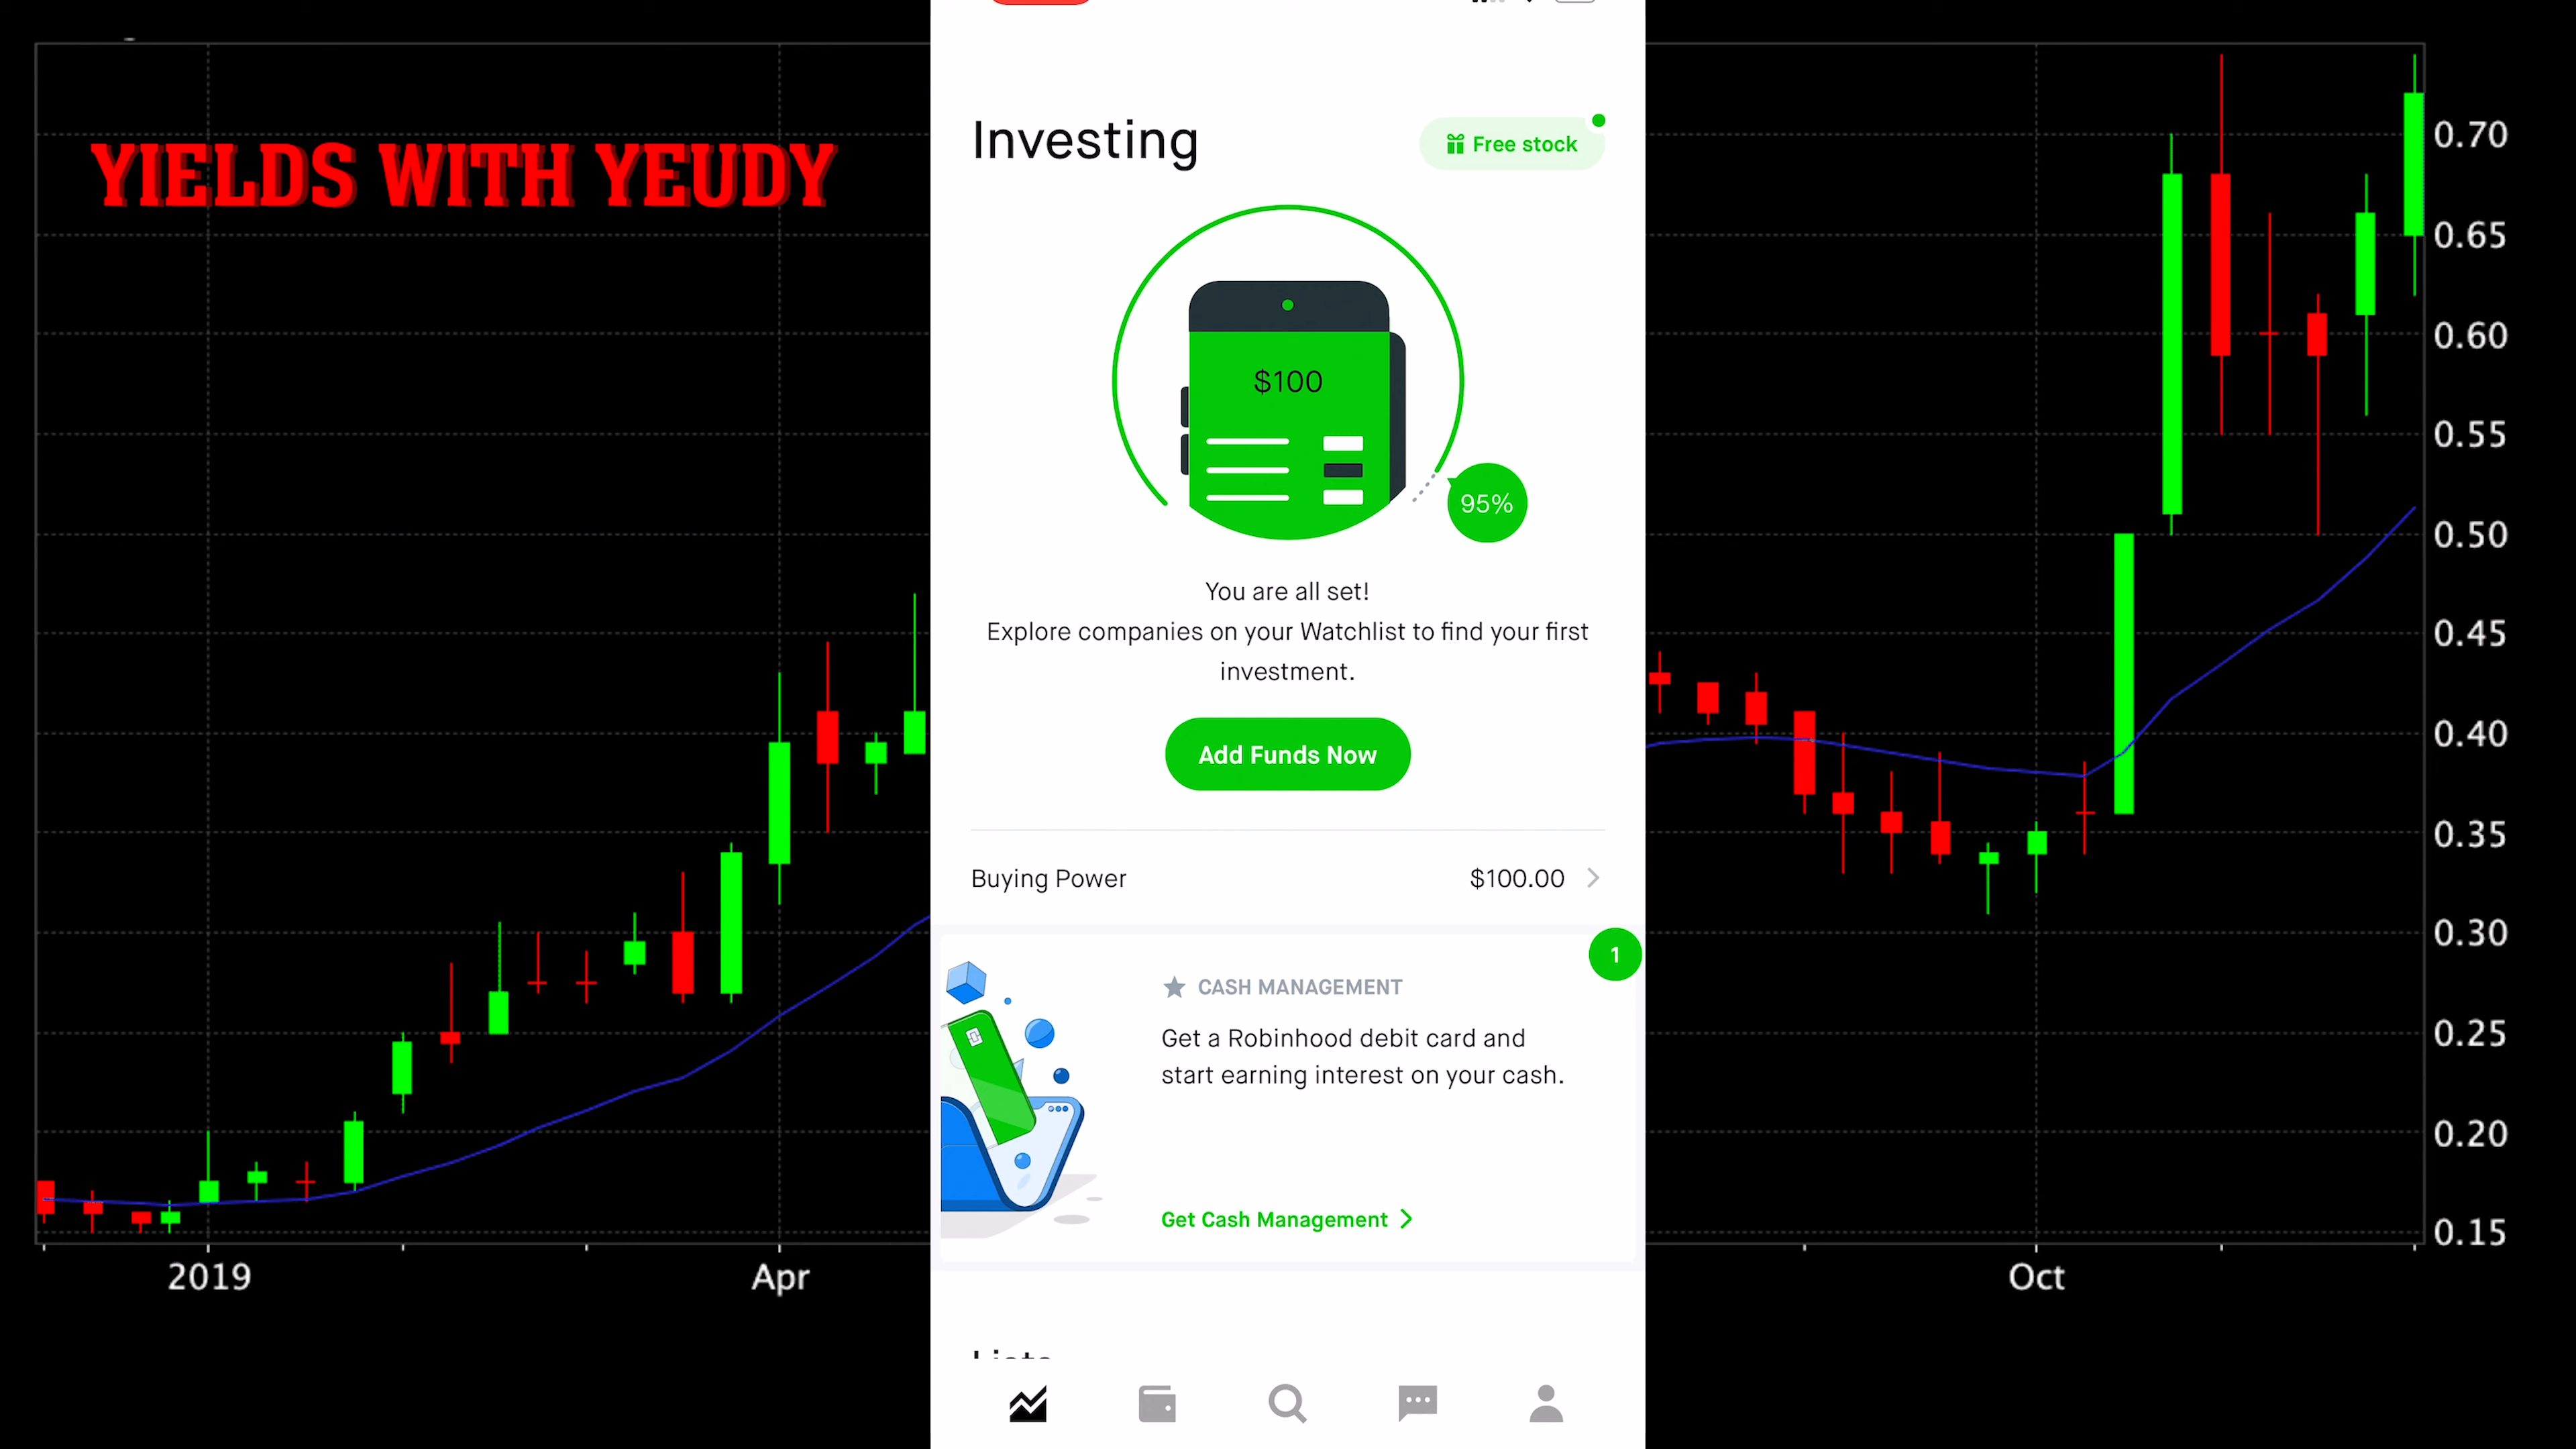 YIELDS WITH YEUDY
Investing
Free stock
$100
95%
You are all set!
Explore companies on your Watchlist to find your first
investment.
Add Funds Now
Buying Power $100.00
1
CASH MANAGEMENT
Get a Robinhood debit card and
start earning interest on your cash.
Get Cash Management
0.70
0.65
0.60
0.55
0.50
0.45
0.40
0.35
0.30
0.25
0.20
0.15
2019 Apr Oct